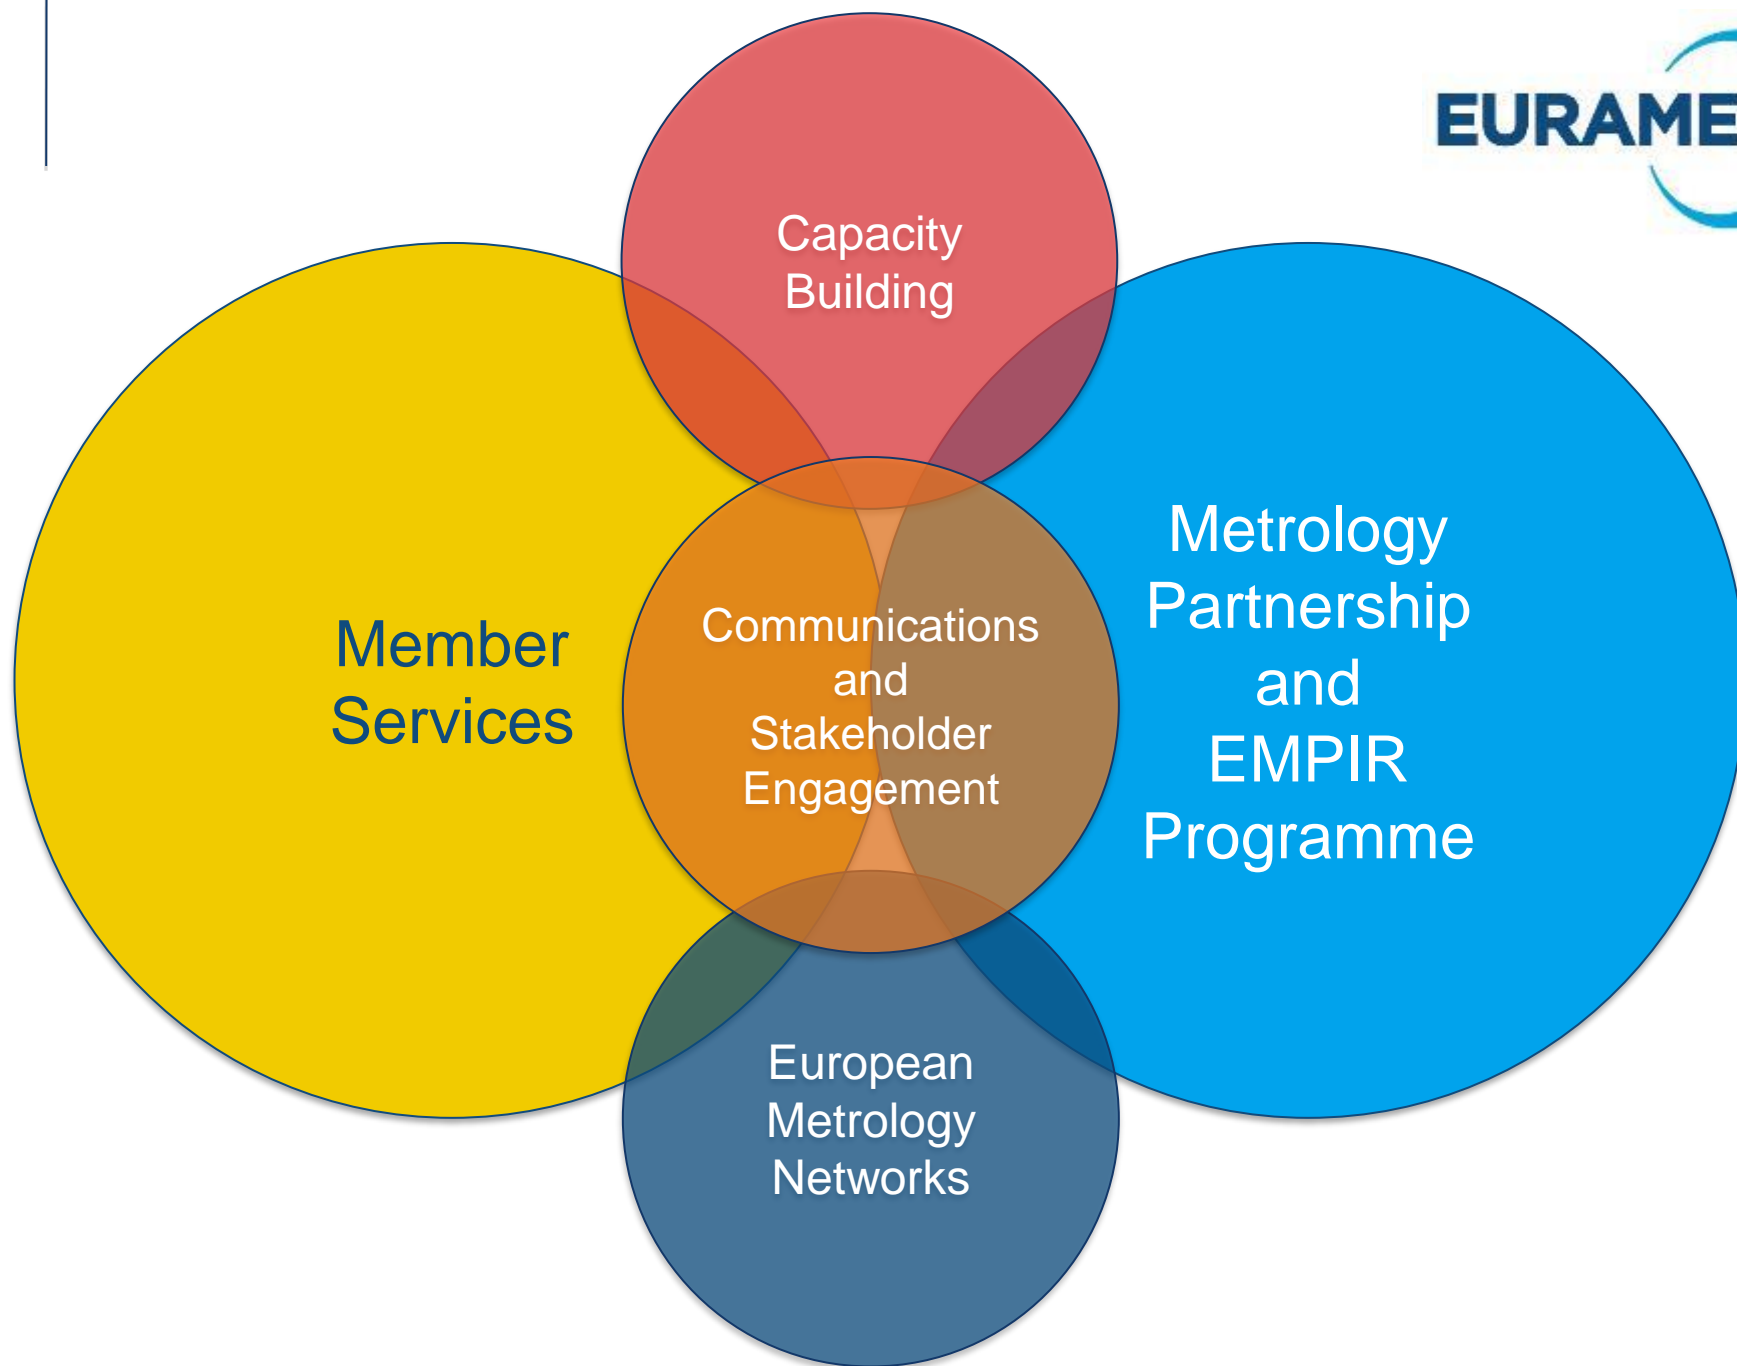 EURAME
Capacity
Building
Member
Services
Communications
and
Stakeholder
Engagement
Metrology
Partnership
and
EMPIR
Programme
European
Metrology
Networks